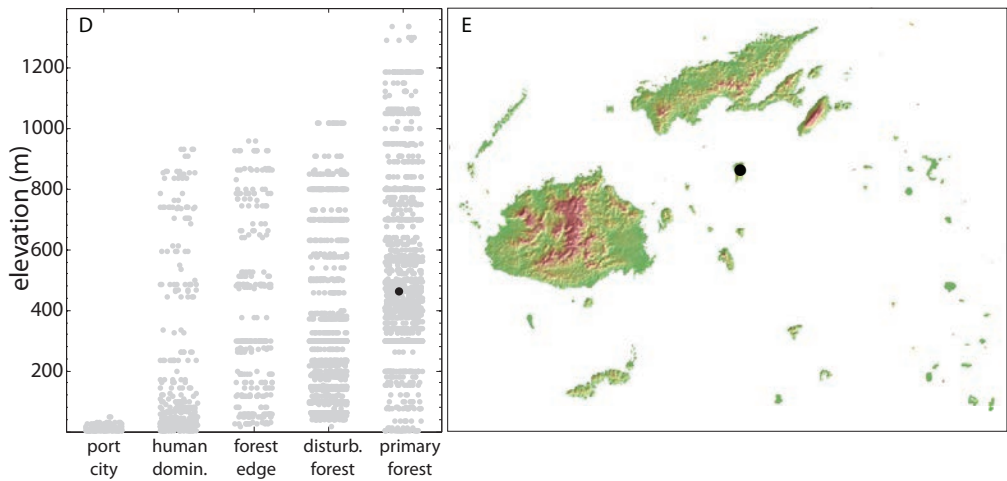 D
E
1200
1000
800
600
400
200
elevation (m)
port city
human domin.
forest edge
disturb. forest
primary forest